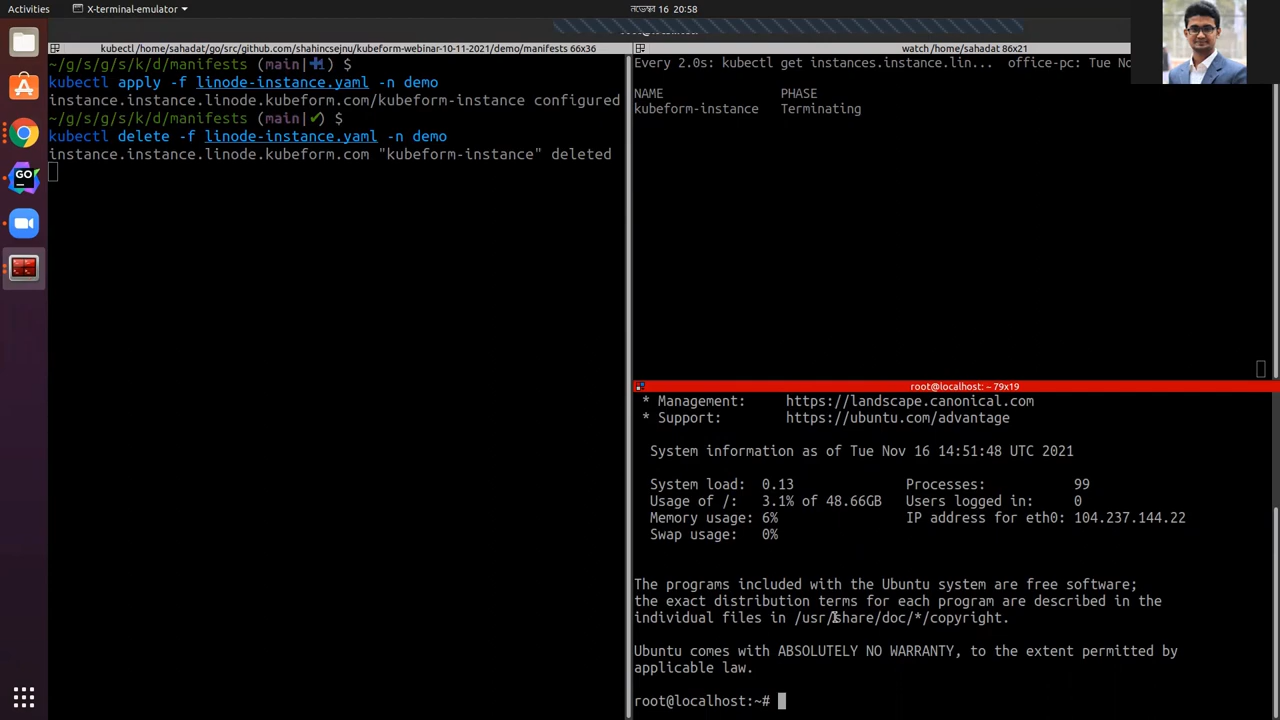 Activities
X-terminal-emulator
নভেম্বর 16 20:58
kubectl /home/sahadat/go/src/github.com/shahincsejnu/kubeform-webinar-10-11-2021/demo/manifests 66x36
~/g/s/g/s/k/d/manifests (main|✚1) $
kubectl apply -f linode-instance.yaml -n demo
instance.instance.linode.kubeform.com/kubeform-instance configured
~/g/s/g/s/k/d/manifests (main|✔) $
kubectl delete -f linode-instance.yaml -n demo
instance.instance.linode.kubeform.com "kubeform-instance" deleted
watch /home/sahadat 86x21
Every 2.0s: kubectl get instances.instance.lin... office-pc: Tue No
NAME PHASE
kubeform-instance Terminating
root@localhost: ~ 79x19
* Management: https://landscape.canonical.com
* Support: https://ubuntu.com/advantage
System information as of Tue Nov 16 14:51:48 UTC 2021
System load: 0.13 Processes: 99
Usage of /: 3.1% of 48.66GB Users logged in: 0
Memory usage: 6% IP address for eth0: 104.237.144.22
Swap usage: 0%
The programs included with the Ubuntu system are free software;
the exact distribution terms for each program are described in the
individual files in /usr/share/doc/*/copyright.
Ubuntu comes with ABSOLUTELY NO WARRANTY, to the extent permitted by
applicable law.
root@localhost:~#